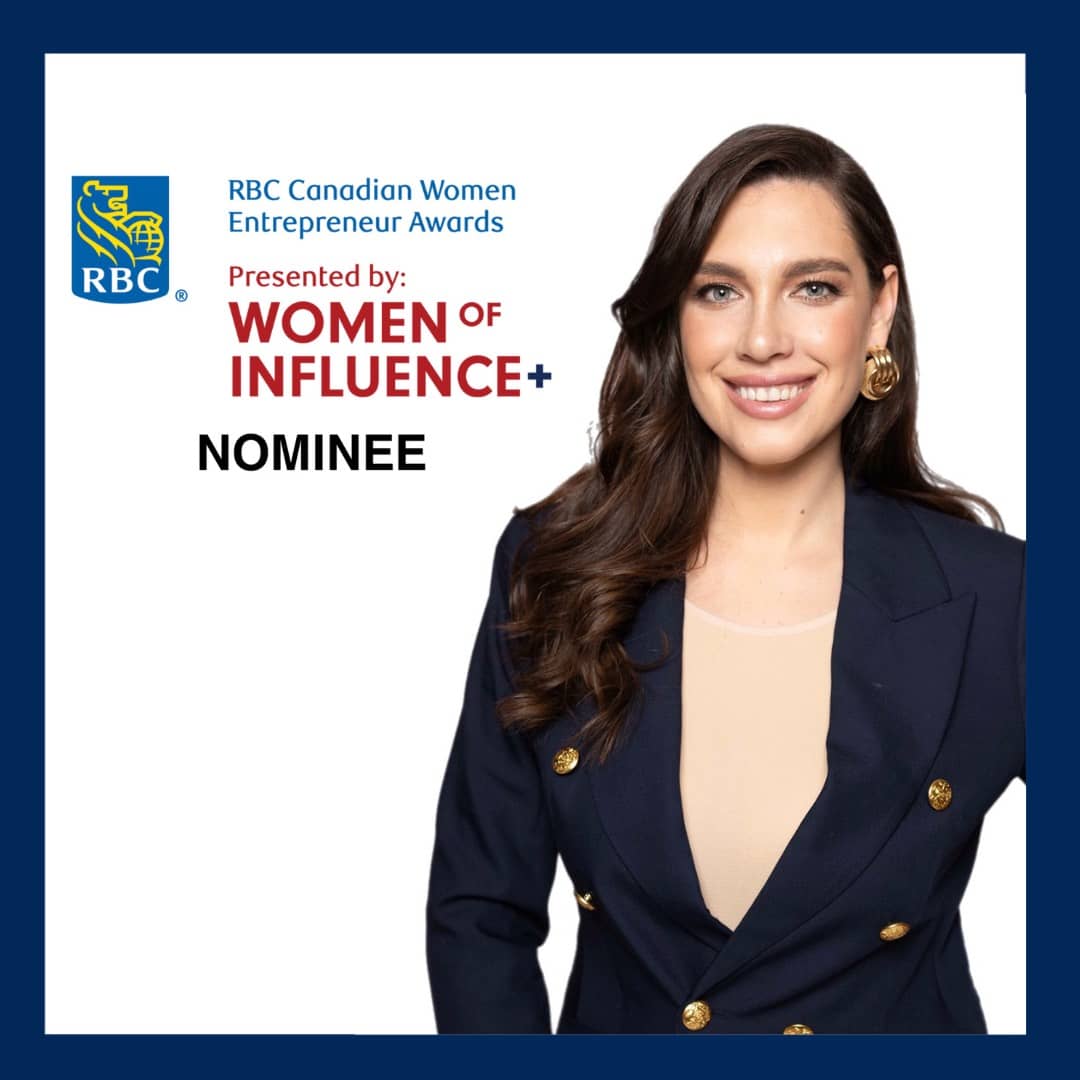 RBC
®
RBC Canadian Women
Entrepreneur Awards
Presented by:
WOMEN OF
INFLUENCE+
NOMINEE